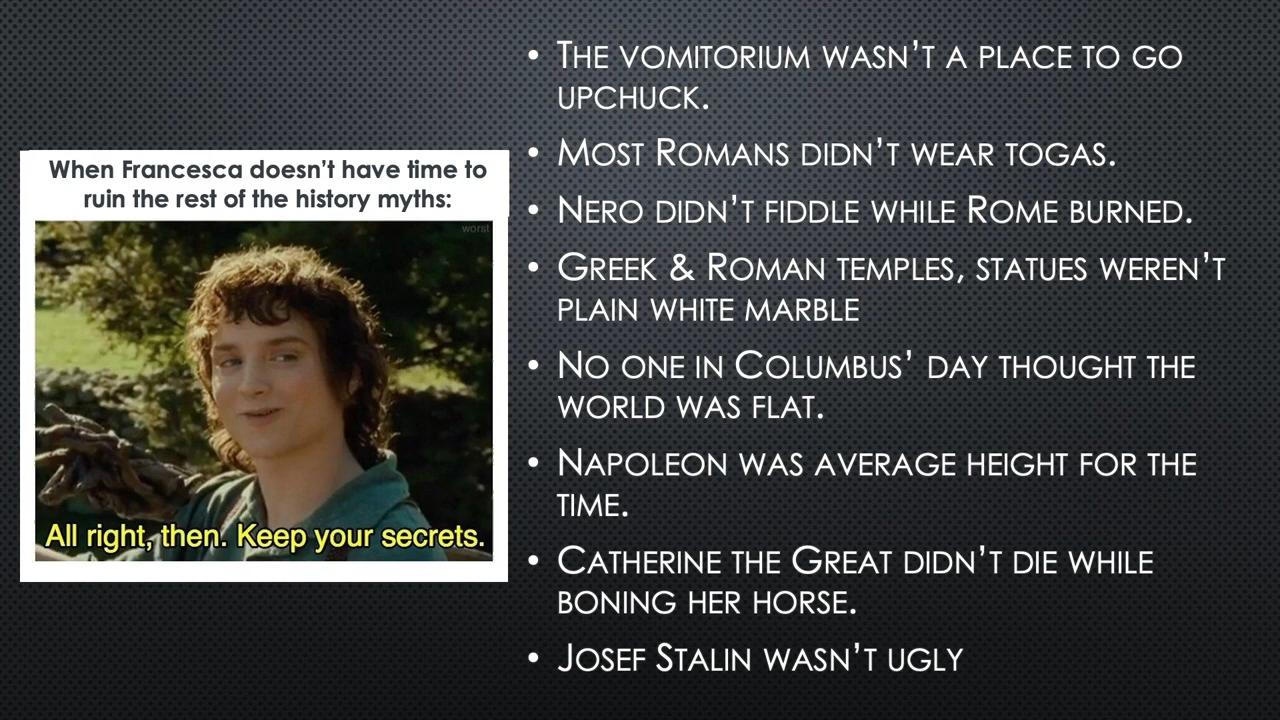 When Francesca doesn't have time to
ruin the rest of the history myths:
worst
All right, then. Keep your secrets.
• THE VOMITORIUM WASN'T A PLACE TO GO
UPCHUCK.
• MOST ROMANS DIDN'T WEAR TOGAS.
• NERO DIDN'T FIDDLE WHILE ROME BURNED.
• GREEK & ROMAN TEMPLES, STATUES WEREN'T
PLAIN WHITE MARBLE
• NO ONE IN COLUMBUS' DAY THOUGHT THE
WORLD WAS FLAT.
• NAPOLEON WAS AVERAGE HEIGHT FOR THE
TIME.
• CATHERINE THE GREAT DIDN'T DIE WHILE
BONING HER HORSE.
• JOSEF STALIN WASN'T UGLY